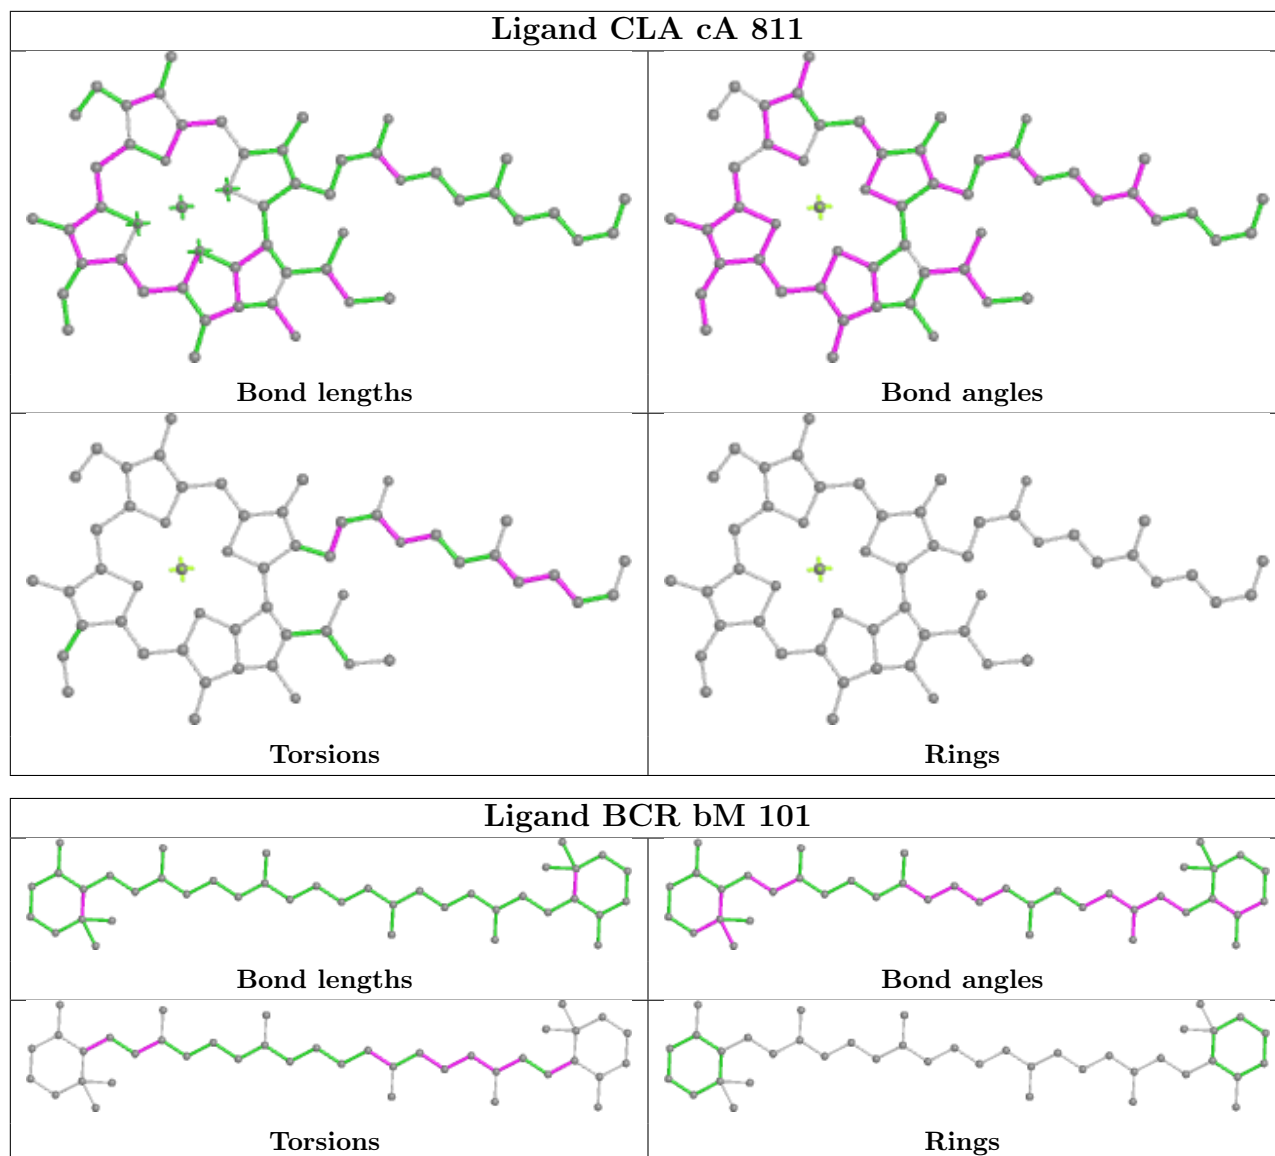 Ligand CLA cA 811
Bond lengths
Bond angles
Torsions
Rings
Ligand BCR bM 101
Bond lengths
Bond angles
Torsions
Rings